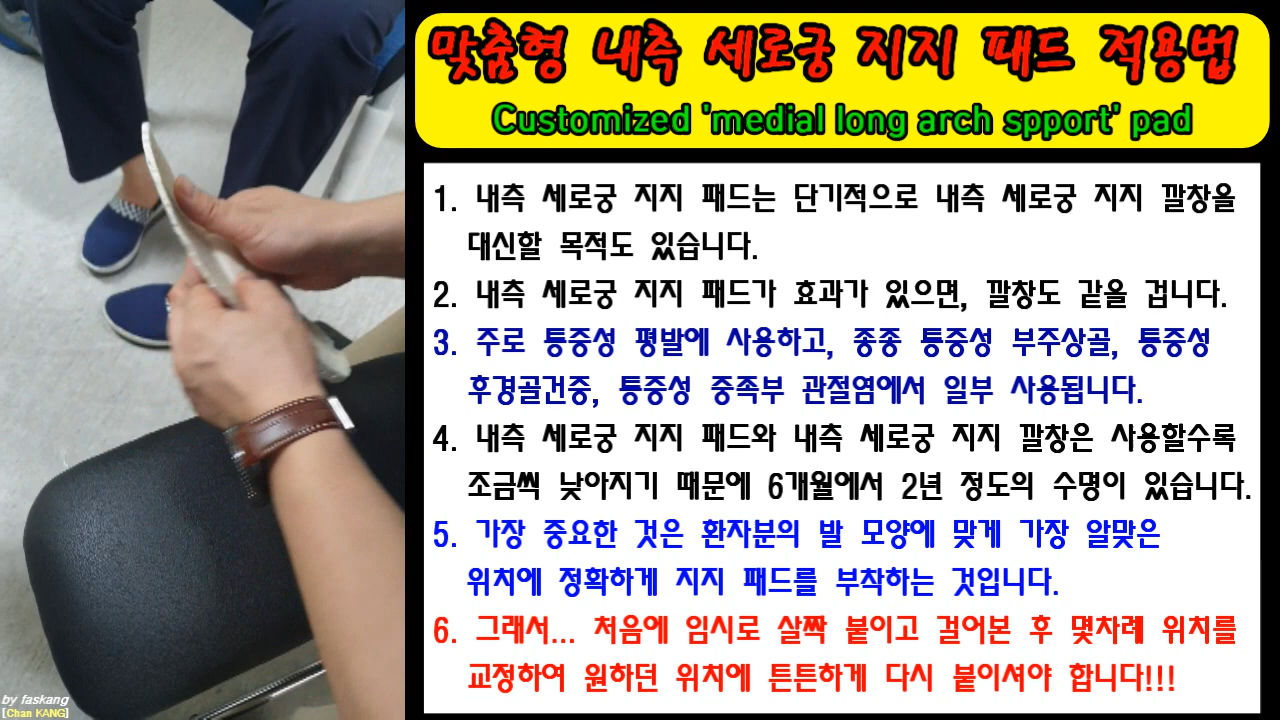 맞춤형 내측 세로궁 지지 패드 적용법
Customized 'medial long arch spport' pad
1. 내측 세로궁 지지 패드는 단기적으로 내측 세로궁 지지 깔창을
대신할 목적도 있습니다.
2. 내측 세로궁 지지 패드가 효과가 있으면, 깔창도 같을 겁니다.
3. 주로 통증성 평발에 사용하고, 종종 통증성 부주상골, 통증성
후경골건증, 통증성 중족부 관절염에서 일부 사용됩니다.
4. 내측 세로궁 지지 패드와 내측 세로궁 지지 깔창은 사용할수록
조금씩 낮아지기 때문에 6개월에서 2년 정도의 수명이 있습니다.
5. 가장 중요한 것은 환자분의 발 모양에 맞게 가장 알맞은
위치에 정확하게 지지 패드를 부착하는 것입니다.
6. 그래서... 처음에 임시로 살짝 붙이고 걸어본 후 몇차례 위치를
교정하여 원하던 위치에 튼튼하게 다시 붙이셔야 합니다!!!
by faskang
[Chan KANG]